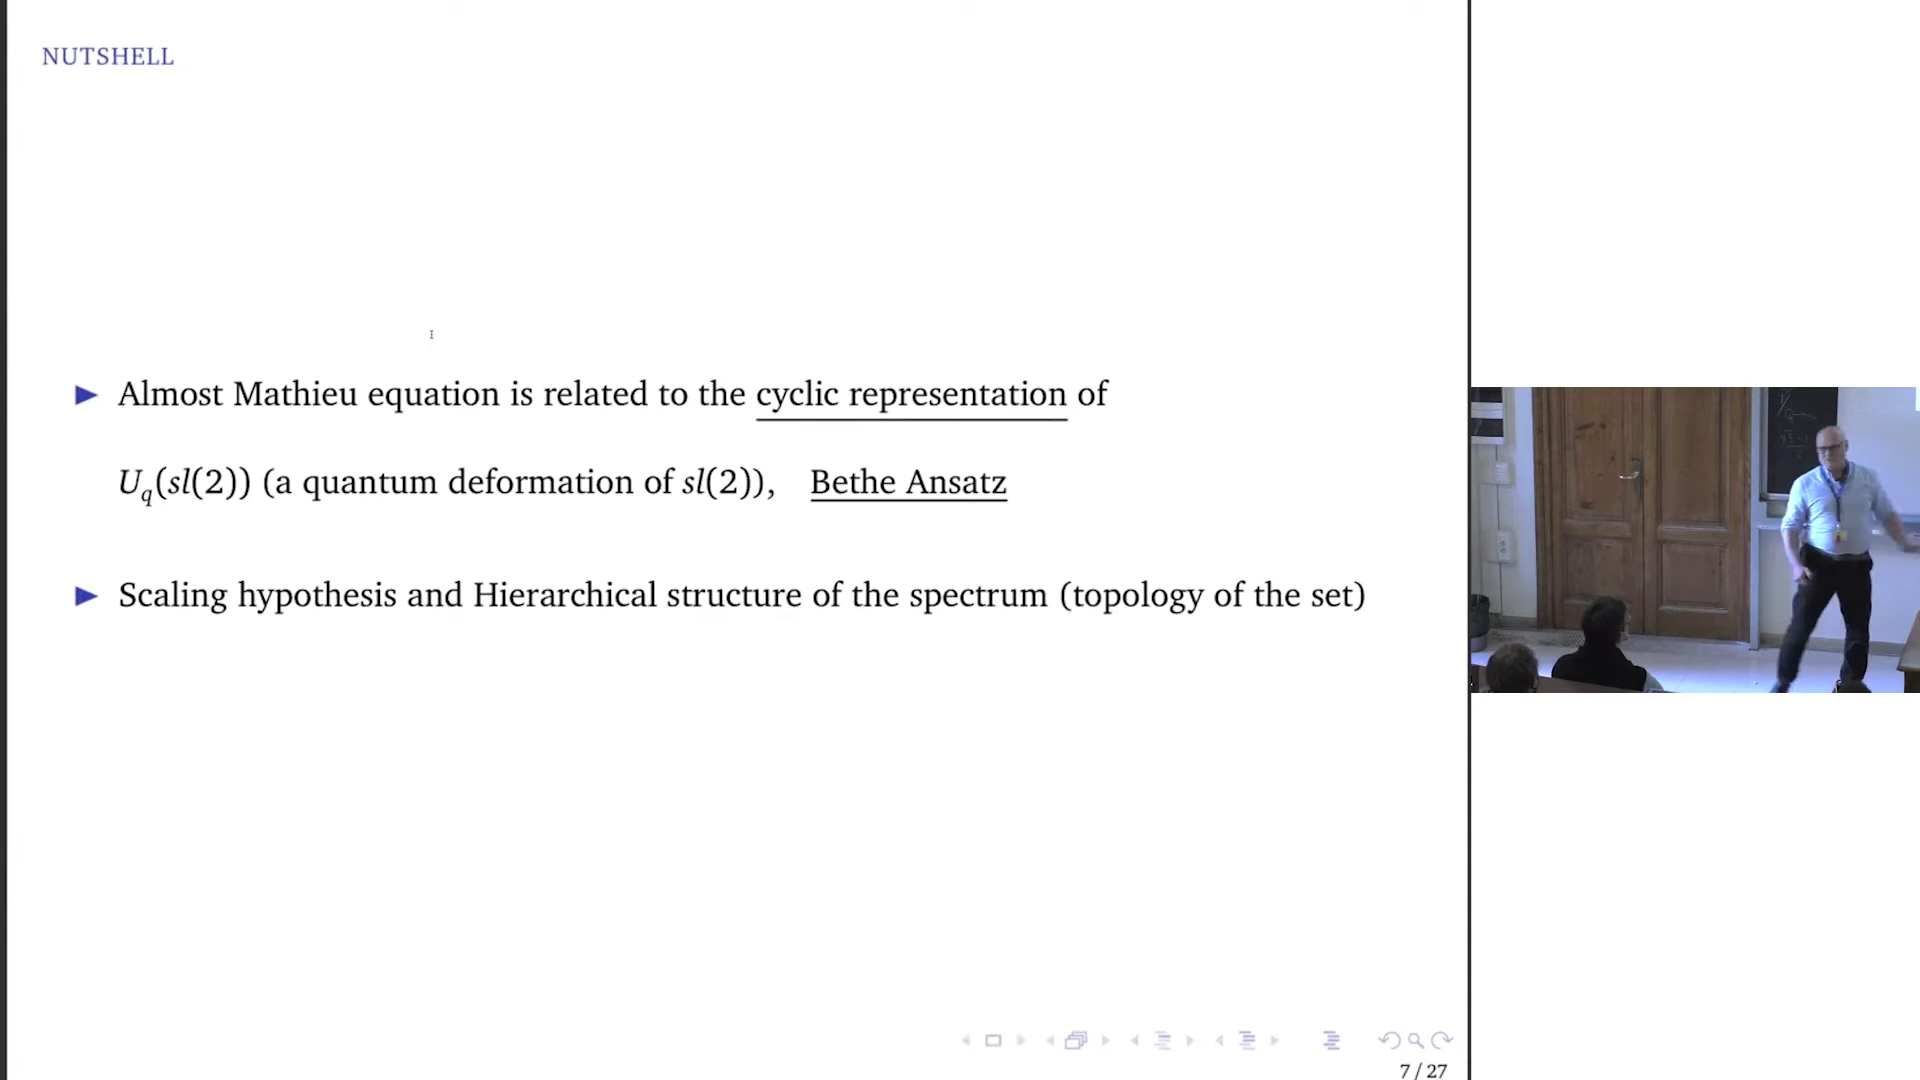 NUTSHELL
▶ Almost Mathieu equation is related to the cyclic representation of
U_q(sl(2)) (a quantum deformation of sl(2)), Bethe Ansatz
▶ Scaling hypothesis and Hierarchical structure of the spectrum (topology of the set)
7 / 27